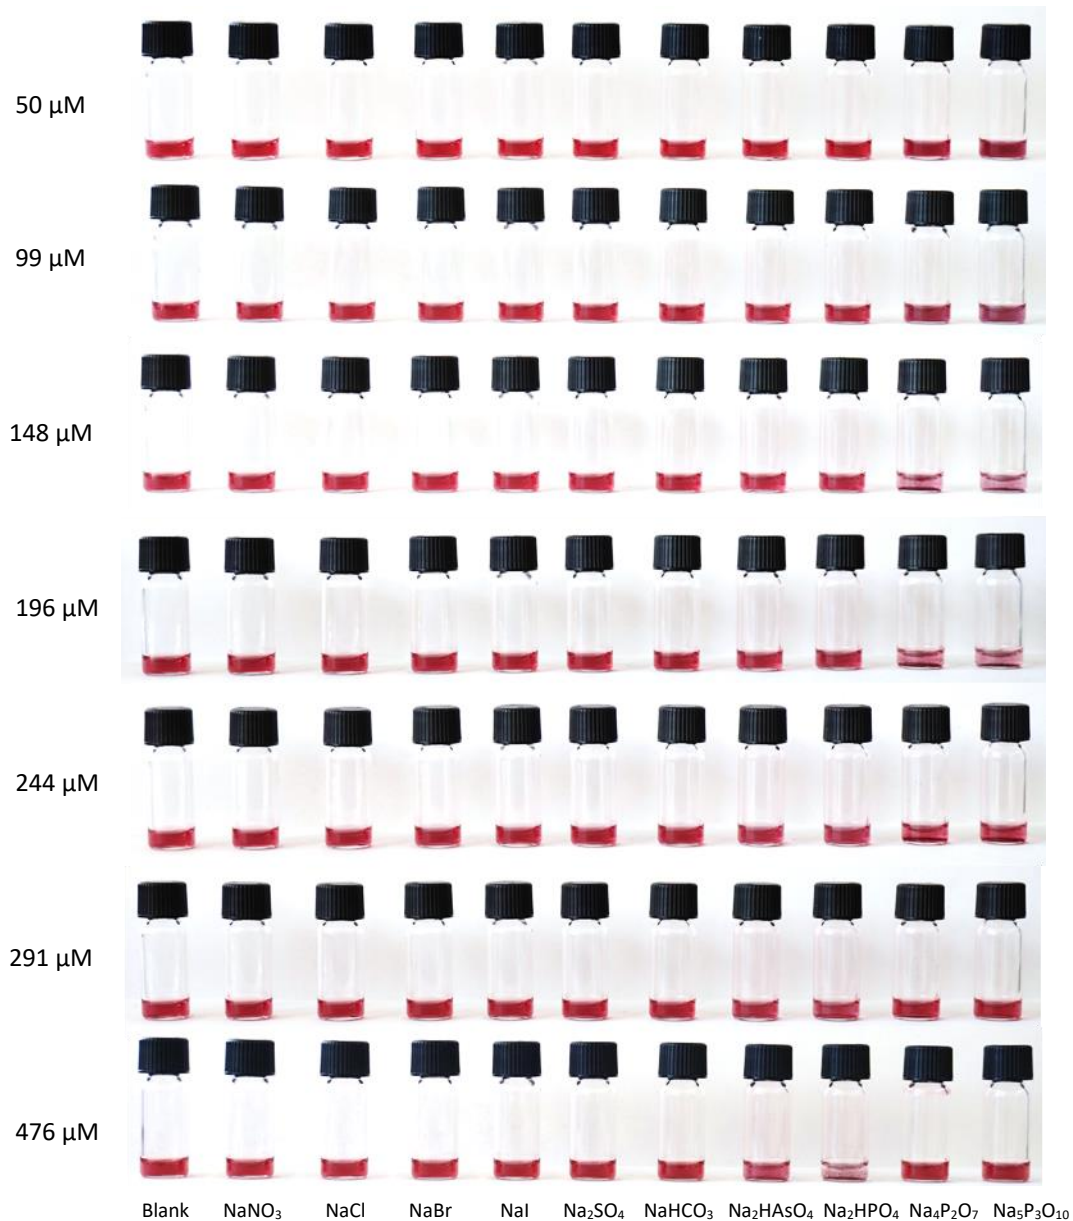 50 µM
99 µM
148 µM
196 µM
244 µM
291 µM
476 µM
Blank NaNO₃ NaCl NaBr NaI Na₂SO₄ NaHCO₃ Na₂HAsO₄ Na₂HPO₄ Na₄P₂O₇ Na₅P₃O₁₀